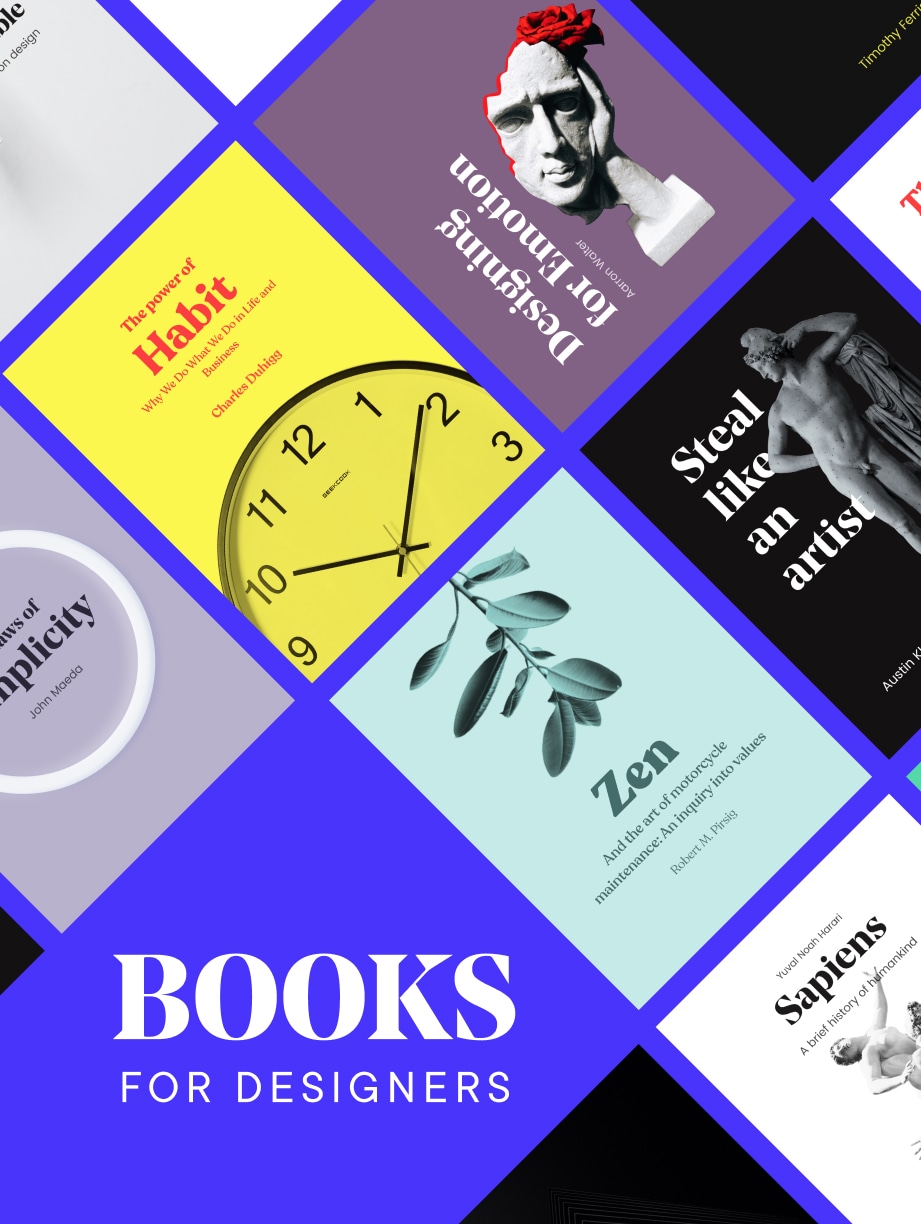 ble
on design
The power of
Habit
Why We Do What We Do in Life and
Business
Charles Duhigg
1
2
3
12
11
10
9
Designing
for Emotion
Aarron Walter
Timothy Ferri
Steal
like
an
artist
Austin Kl
aws of
mplicity
John Maeda
Zen
And the art of motorcycle
maintenance: An inquiry into values
Robert M. Pirsig
Yuval Noah Harari
Sapiens
A brief history of humankind
BOOKS
FOR DESIGNERS